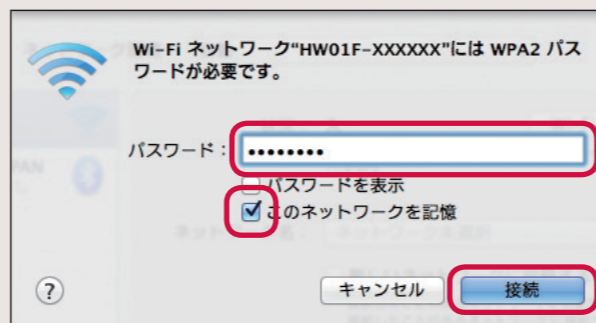 Wi-Fi ネットワーク“HW01F-XXXXXX”には WPA2 パス
ワードが必要です。
パスワード：
••••••••
パスワードを表示
このネットワークを記憶
? キャンセル 接続